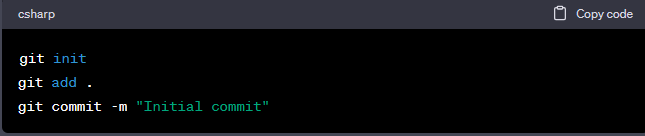 csharp Copy code
git init
git add .
git commit -m "Initial commit"